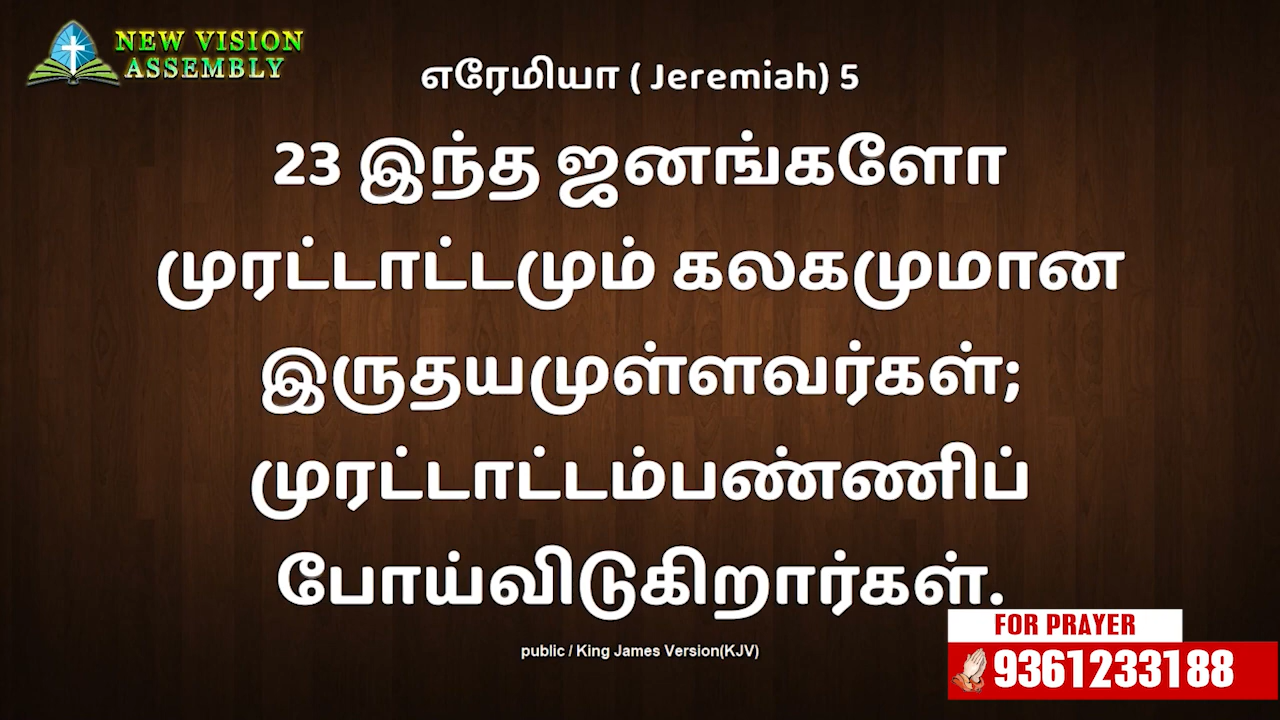 NEW VISION
ASSEMBLY
எரேமியா ( Jeremiah) 5
23 இந்த ஜனங்களோ
முரட்டாட்டமும் கலகமுமான
இருதயமுள்ளவர்கள்;
முரட்டாட்டம்பண்ணிப்
போய்விடுகிறார்கள்.
public / King James Version(KJV)
FOR PRAYER
9361233188